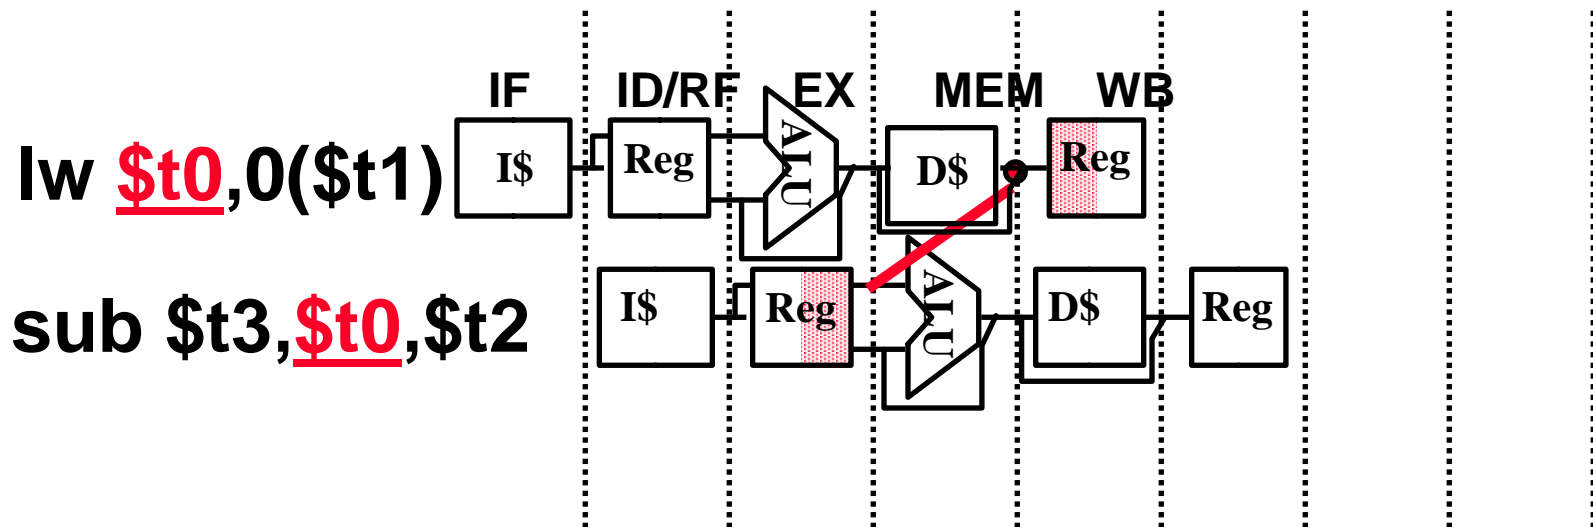 IF ID/RF EX MEM WB
lw $t0,0($t1) I$ Reg ALU D$ Reg
sub $t3,$t0,$t2 I$ Reg ALU D$ Reg